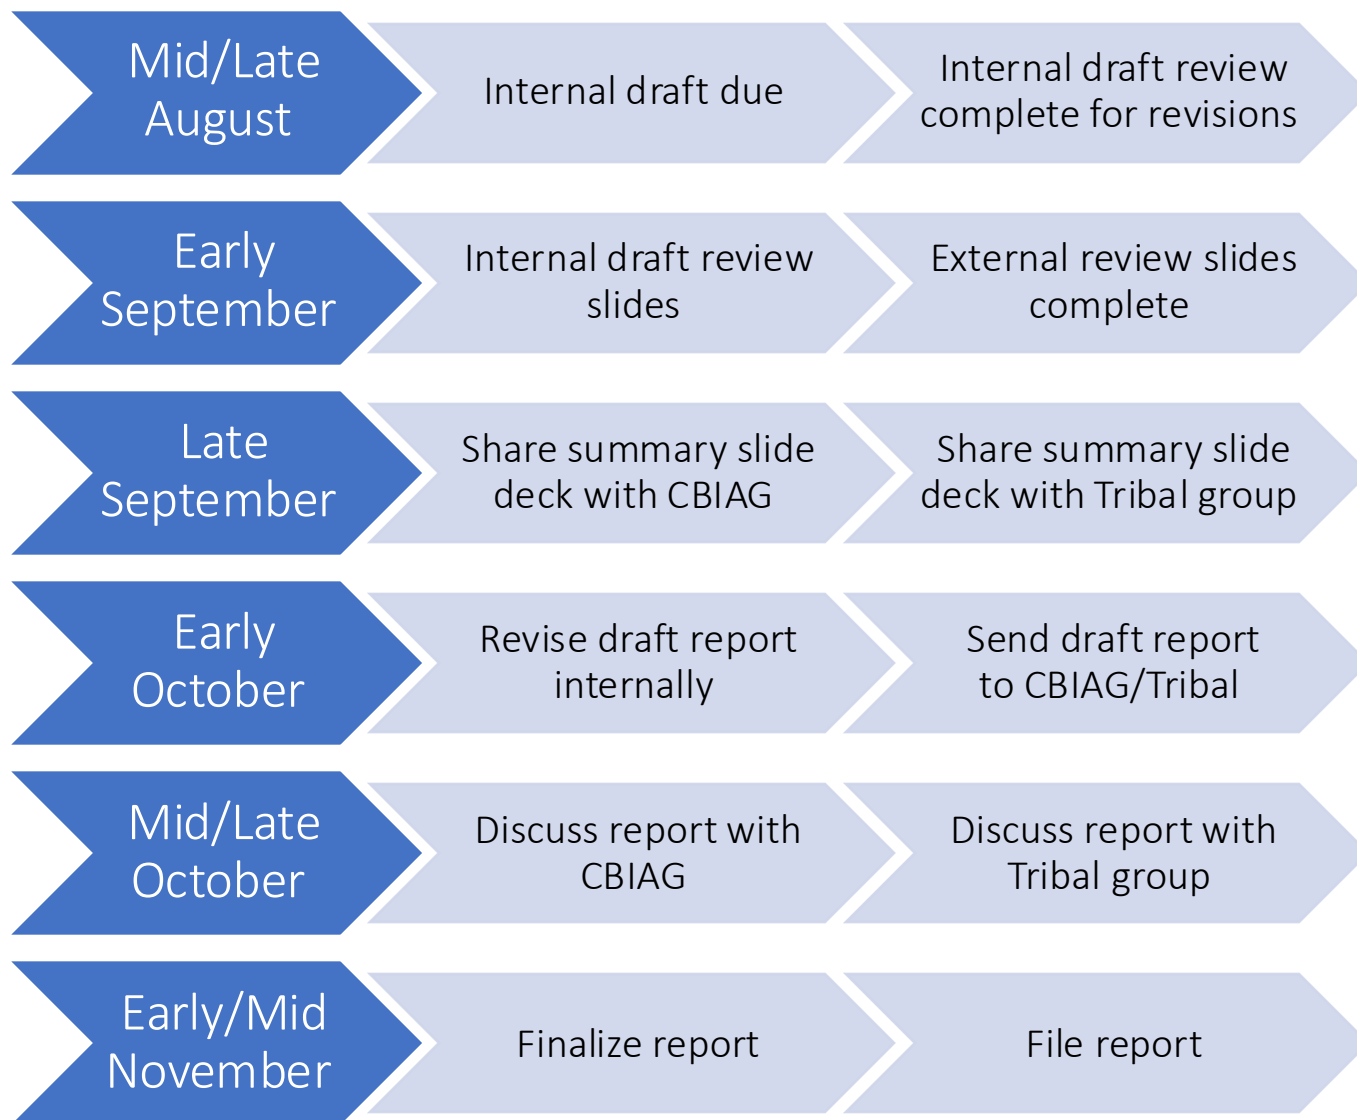 Mid/Late
August
Internal draft due
Internal draft review
complete for revisions
Early
September
Internal draft review
slides
External review slides
complete
Late
September
Share summary slide
deck with CBIAG
Share summary slide
deck with Tribal group
Early
October
Revise draft report
internally
Send draft report
to CBIAG/Tribal
Mid/Late
October
Discuss report with
CBIAG
Discuss report with
Tribal group
Early/Mid
November
Finalize report
File report